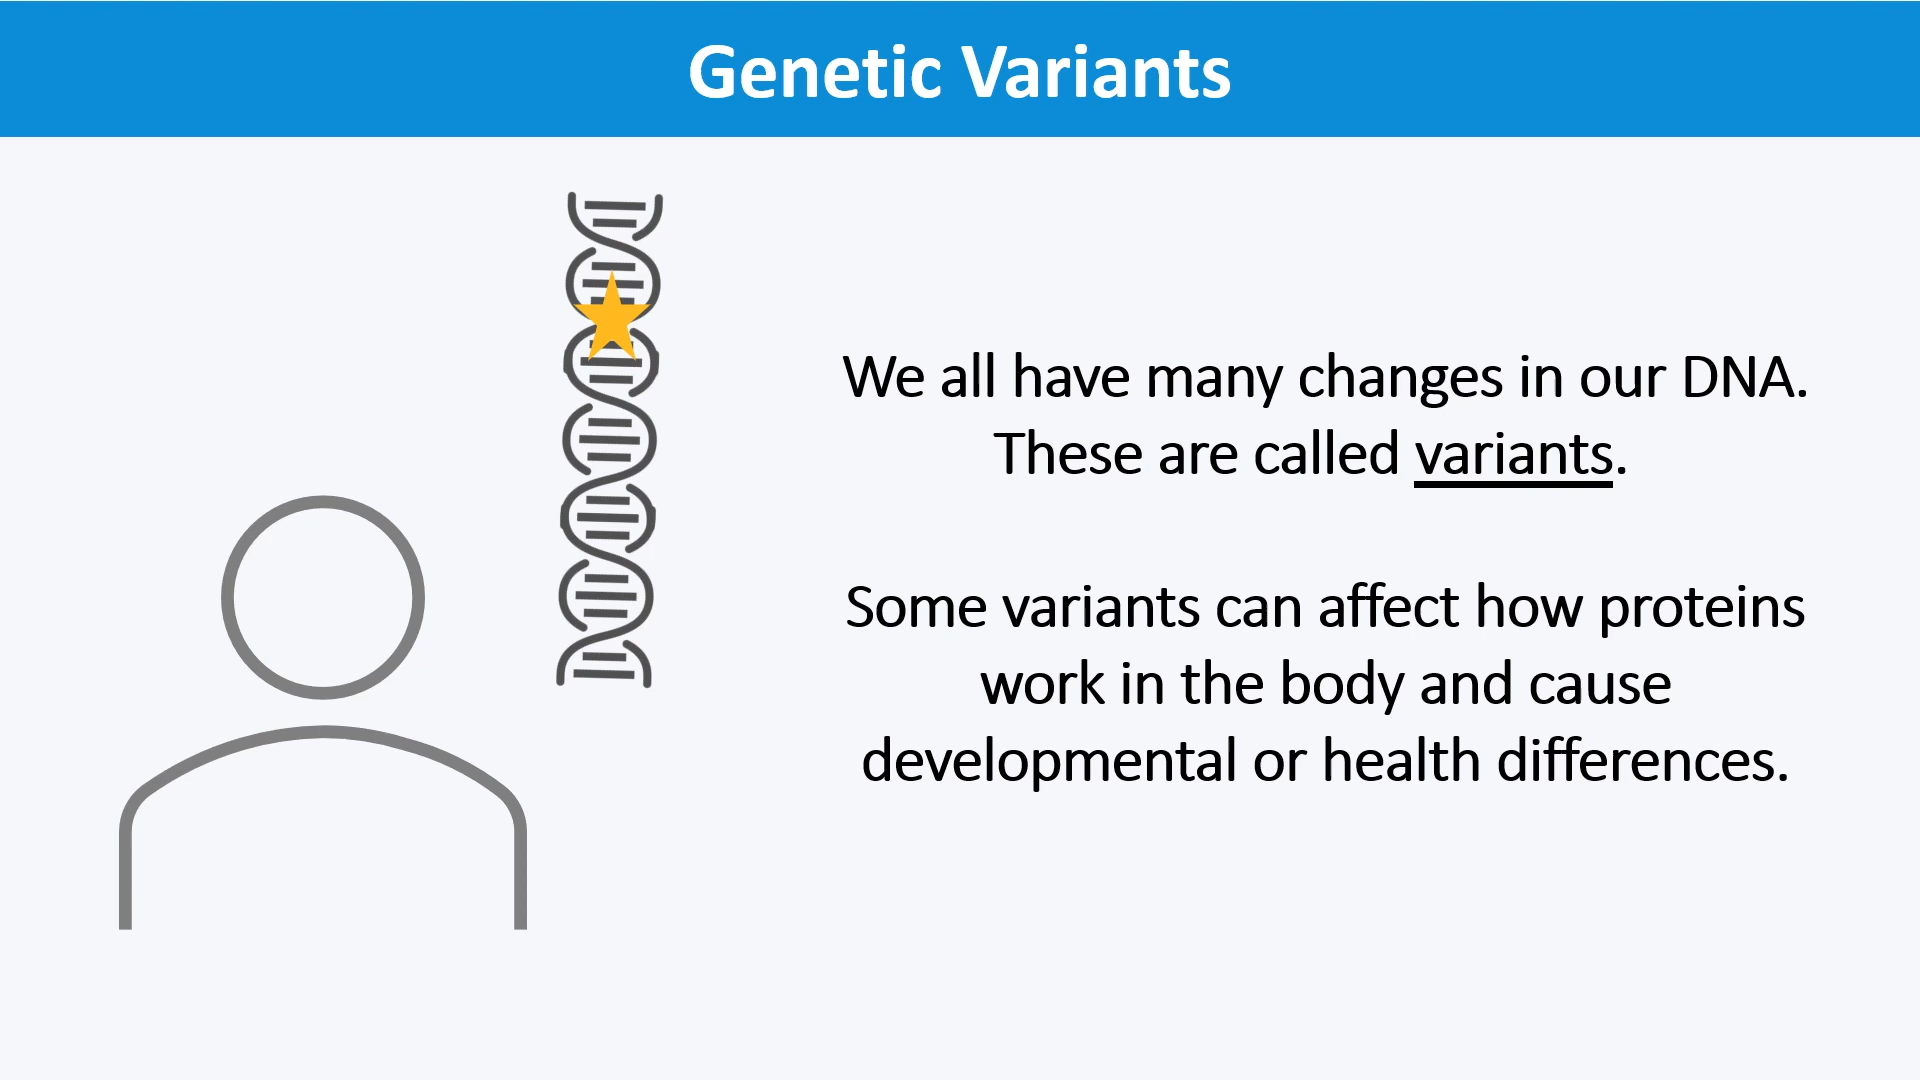 Genetic Variants
We all have many changes in our DNA.
These are called variants.
Some variants can affect how proteins
work in the body and cause
developmental or health differences.